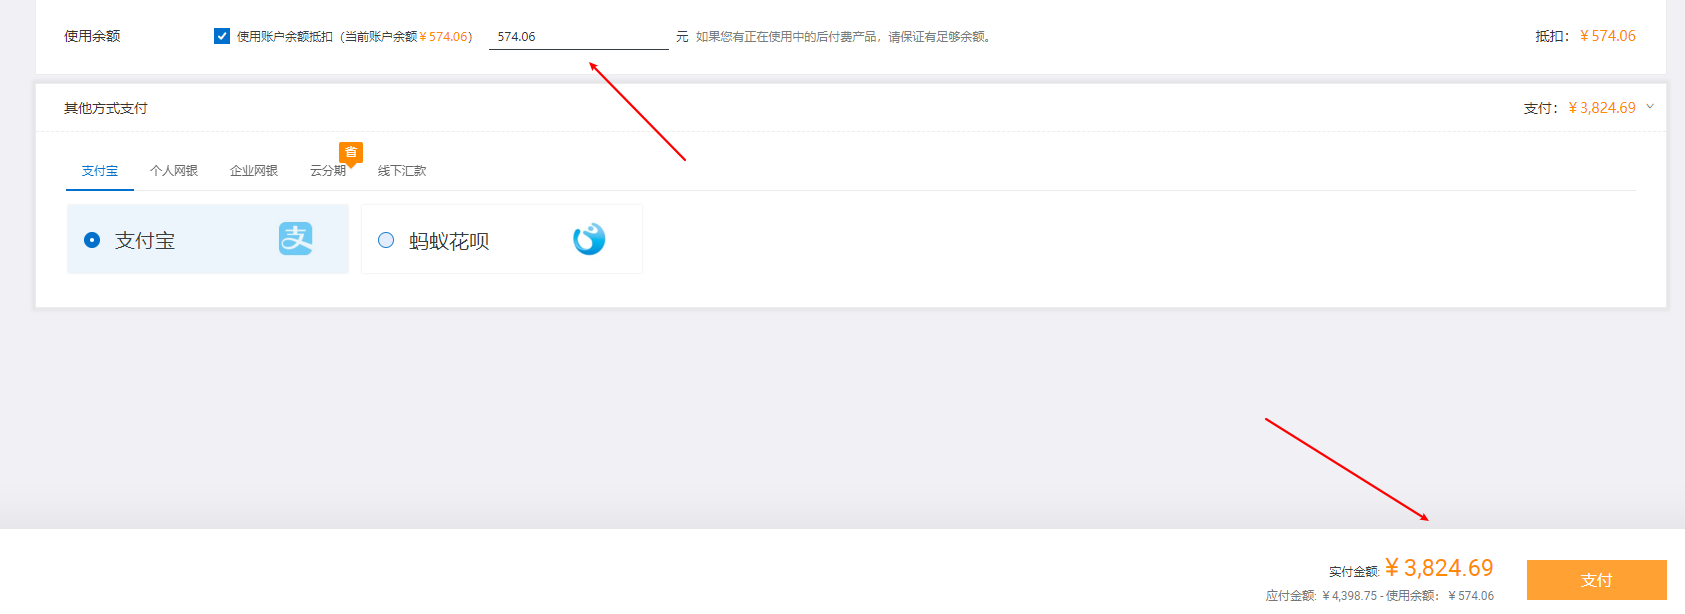 使用余额 使用账户余额抵扣（当前账户余额¥574.06） 574.06 元 如果您有正在使用中的后付费产品，请保证有足够余额。 抵扣：¥574.06
其他方式支付 支付：¥3,824.69
省
支付宝 个人网银 企业网银 云分期 线下汇款
支付宝 支 蚂蚁花呗
实付金额: ¥3,824.69 支付
应付金额: ¥4,398.75 - 使用余额：¥574.06